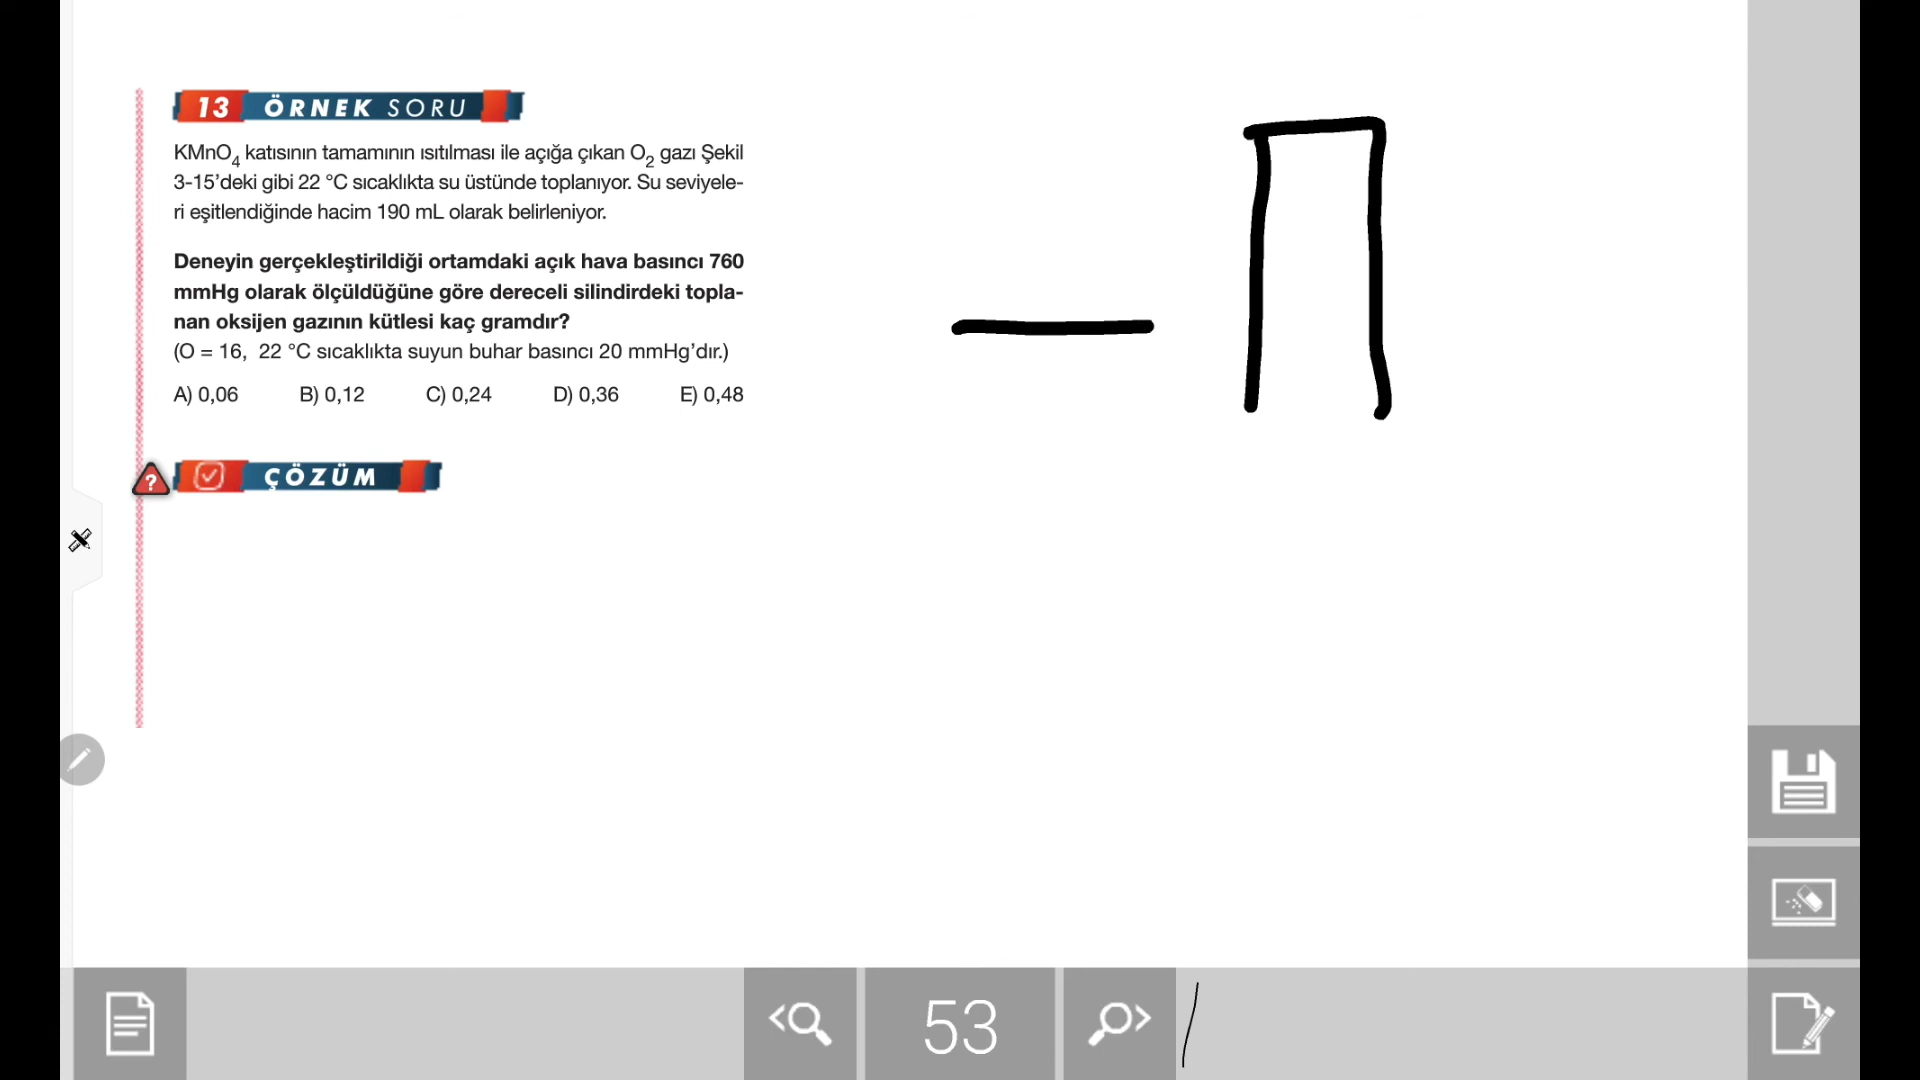 13 ÖRNEK SORU
KMnO4 katısının tamamının ısıtılması ile açığa çıkan O2 gazı Şekil
3-15’deki gibi 22 °C sıcaklıkta su üstünde toplanıyor. Su seviyele-
ri eşitlendiğinde hacim 190 mL olarak belirleniyor.
Deneyin gerçekleştirildiği ortamdaki açık hava basıncı 760
mmHg olarak ölçüldüğüne göre dereceli silindirdeki topla-
nan oksijen gazının kütlesi kaç gramdır?
(O = 16, 22 °C sıcaklıkta suyun buhar basıncı 20 mmHg’dır.)
A) 0,06 B) 0,12 C) 0,24 D) 0,36 E) 0,48
? ÇÖZÜM
53